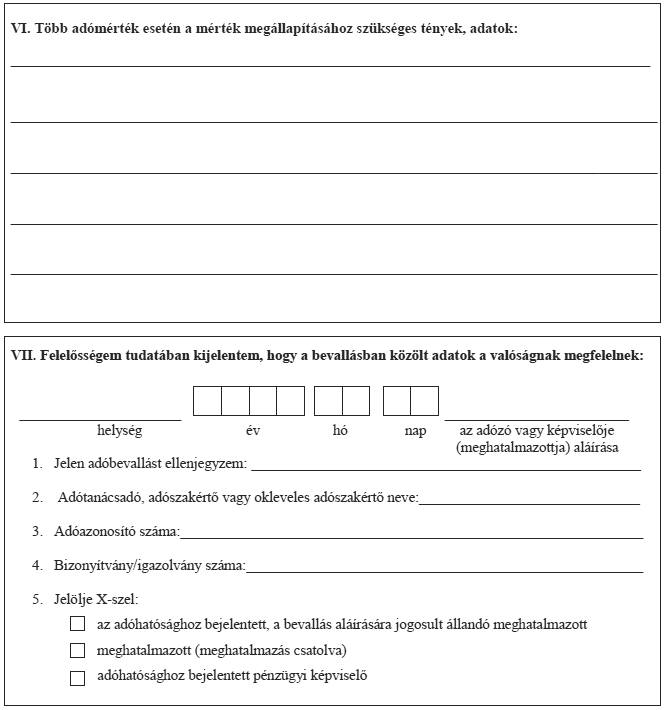 VI. Több adómérték esetén a mérték megállapításához szükséges tények, adatok:
VII. Felelősségem tudatában kijelentem, hogy a bevallásban közölt adatok a valóságnak megfelelnek:
helység év hó nap az adózó vagy képviselője
(meghatalmazottja) aláírása
1. Jelen adóbevallást ellenjegyzem:
2. Adótanácsadó, adószakértő vagy okleveles adószakértő neve:
3. Adóazonosító száma:
4. Bizonyítvány/igazolvány száma:
5. Jelölje X-szel:
az adóhatósághoz bejelentett, a bevallás aláírására jogosult állandó meghatalmazott
meghatalmazott (meghatalmazás csatolva)
adóhatósághoz bejelentett pénzügyi képviselő